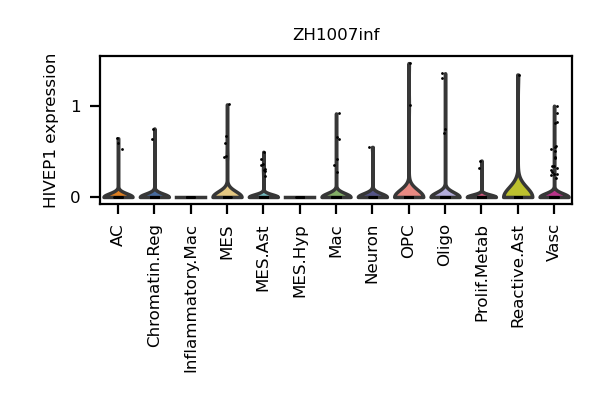 ZH1007inf
HIVEP1 expression
1
0
AC
Chromatin.Reg
Inflammatory.Mac
MES
MES.Ast
MES.Hyp
Mac
Neuron
OPC
Oligo
Prolif.Metab
Reactive.Ast
Vasc